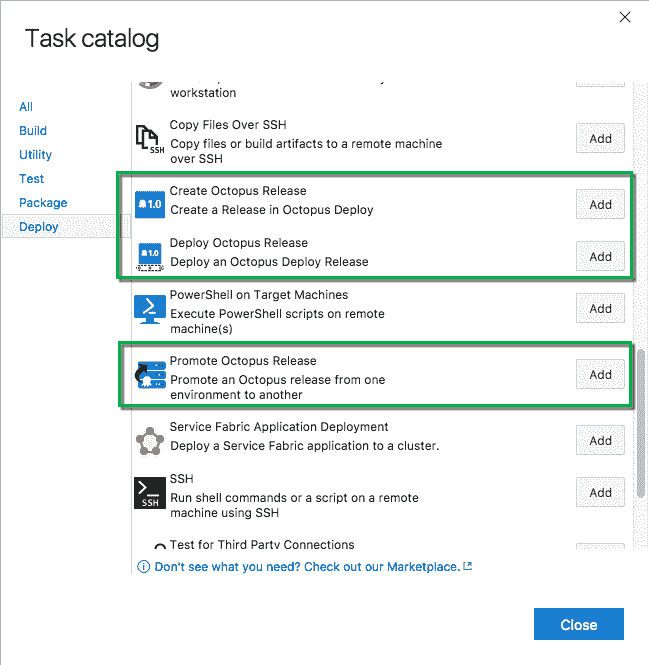 Task catalog
All
Build
Utility
Test
Package
Deploy
workstation
Copy Files Over SSH
Copy files or build artifacts to a remote machine
over SSH
Add
SSH
Create Octopus Release
Create a Release in Octopus Deploy
Add
1.0
Deploy Octopus Release
Deploy an Octopus Deploy Release
Add
1.0
PowerShell on Target Machines
Execute PowerShell scripts on remote
machine(s)
Add
Promote Octopus Release
Promote an Octopus release from one
environment to another
Add
Service Fabric Application Deployment
Deploy a Service Fabric application to a cluster.
Add
SSH
Run shell commands or a script on a remote
machine using SSH
Add
SSH
Test for Third Party Connections
Don't see what you need? Check out our Marketplace.
Close